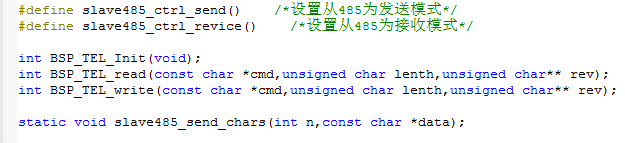 #define slave485_ctrl_send()    /*设置从485为发送模式*/
#define slave485_ctrl_revice()    /*设置从485为接收模式*/
int BSP_TEL_Init(void);
int BSP_TEL_read(const char *cmd,unsigned char lenth,unsigned char** rev);
int BSP_TEL_write(const char *cmd,unsigned char lenth,unsigned char** rev);
static void slave485_send_chars(int n,const char *data);